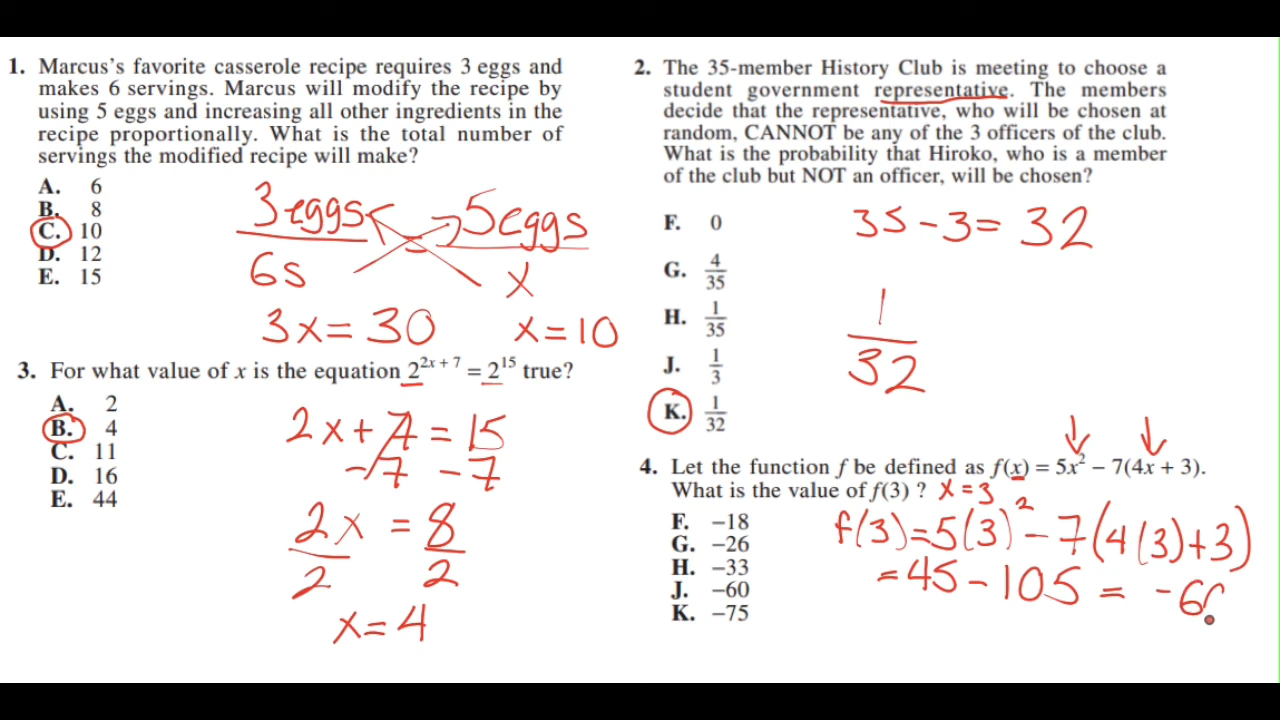 1. Marcus's favorite casserole recipe requires 3 eggs and
makes 6 servings. Marcus will modify the recipe by
using 5 eggs and increasing all other ingredients in the
recipe proportionally. What is the total number of
servings the modified recipe will make?
A. 6
B. 8
C. 10
D. 12
E. 15
3 eggs 5 eggs
6s x
3x = 30 x = 10
2. The 35-member History Club is meeting to choose a
student government representative. The members
decide that the representative, who will be chosen at
random, CANNOT be any of the 3 officers of the club.
What is the probability that Hiroko, who is a member
of the club but NOT an officer, will be chosen?
F. 0
G. 4/35
H. 1/35
J. 1/3
K. 1/32
35 - 3 = 32
1
32
3. For what value of x is the equation 2^(2x + 7) = 2^15 true?
A. 2
B. 4
C. 11
D. 16
E. 44
2x + 7 = 15
-7 -7
2x = 8
2 2
x = 4
4. Let the function f be defined as f(x) = 5x² – 7(4x + 3).
What is the value of f(3) ? x = 3
F. –18
G. –26
H. –33
J. –60
K. –75
f(3) = 5(3)² - 7(4(3)+3)
= 45 - 105 = -60